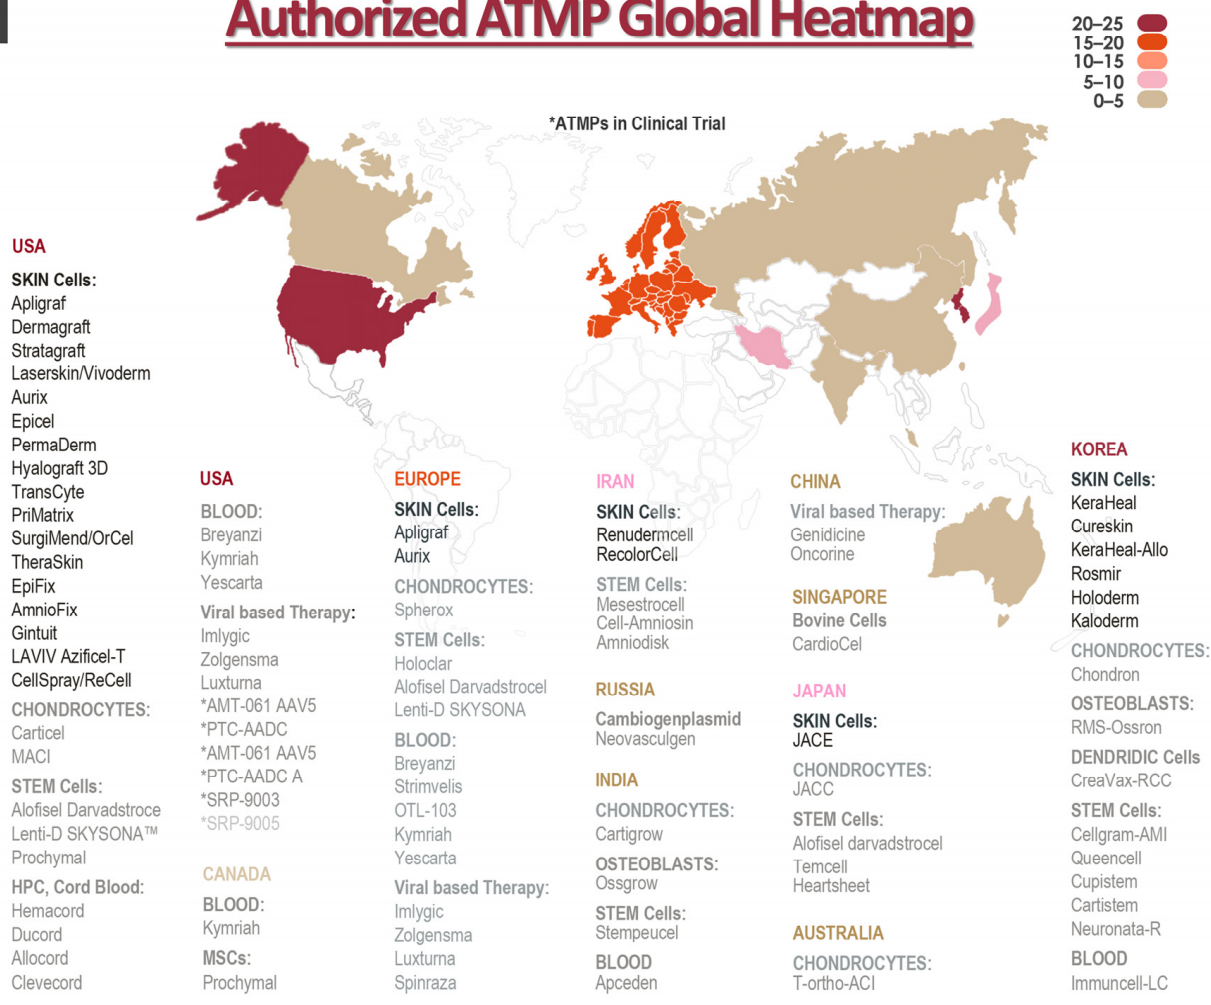 Authorized ATMP Global Heatmap
20–25
15–20
10–15
5–10
0–5
*ATMPs in Clinical Trial
USA
SKIN Cells:
Apligraf
Dermagraft
Stratagraft
Laserskin/Vivoderm
Aurix
Epicel
PermaDerm
Hyalograft 3D
TransCyte
PriMatrix
SurgiMend/OrCel
TheraSkin
EpiFix
AmnioFix
Gintuit
LAVIV Azificel-T
CellSpray/ReCell
CHONDROCYTES:
Carticel
MACI
STEM Cells:
Alofisel Darvadstroce
Lenti-D SKYSONA™
Prochymal
HPC, Cord Blood:
Hemacord
Ducord
Allocord
Clevecord
USA
BLOOD:
Breyanzi
Kymriah
Yescarta
Viral based Therapy:
Imlygic
Zolgensma
Luxturna
*AMT-061 AAV5
*PTC-AADC
*AMT-061 AAV5
*PTC-AADC A
*SRP-9003
*SRP-9005
CANADA
BLOOD:
Kymriah
MSCs:
Prochymal
EUROPE
SKIN Cells:
Apligraf
Aurix
CHONDROCYTES:
Spherox
STEM Cells:
Holoclar
Alofisel Darvadstrocel
Lenti-D SKYSONA
BLOOD:
Breyanzi
Strimvelis
OTL-103
Kymriah
Yescarta
Viral based Therapy:
Imlygic
Zolgensma
Luxturna
Spinraza
IRAN
SKIN Cells:
Renudermcell
RecolorCell
STEM Cells:
Mesestrocell
Cell-Amniosin
Amniodisk
RUSSIA
Cambiogenplasmid
Neovasculgen
INDIA
CHONDROCYTES:
Cartigrow
OSTEOBLASTS:
Ossgrow
STEM Cells:
Stempeucel
BLOOD
Apceden
CHINA
Viral based Therapy:
Genidicine
Oncorine
SINGAPORE
Bovine Cells
CardioCel
JAPAN
SKIN Cells:
JACE
CHONDROCYTES:
JACC
STEM Cells:
Alofisel darvadstrocel
Temcell
Heartsheet
AUSTRALIA
CHONDROCYTES:
T-ortho-ACI
KOREA
SKIN Cells:
KeraHeal
Cureskin
KeraHeal-Allo
Rosmir
Holoderm
Kaloderm
CHONDROCYTES:
Chondron
OSTEOBLASTS:
RMS-Ossron
DENDRIDIC Cells
CreaVax-RCC
STEM Cells:
Cellgram-AMI
Queencell
Cupistem
Cartistem
Neuronata-R
BLOOD
Immuncell-LC